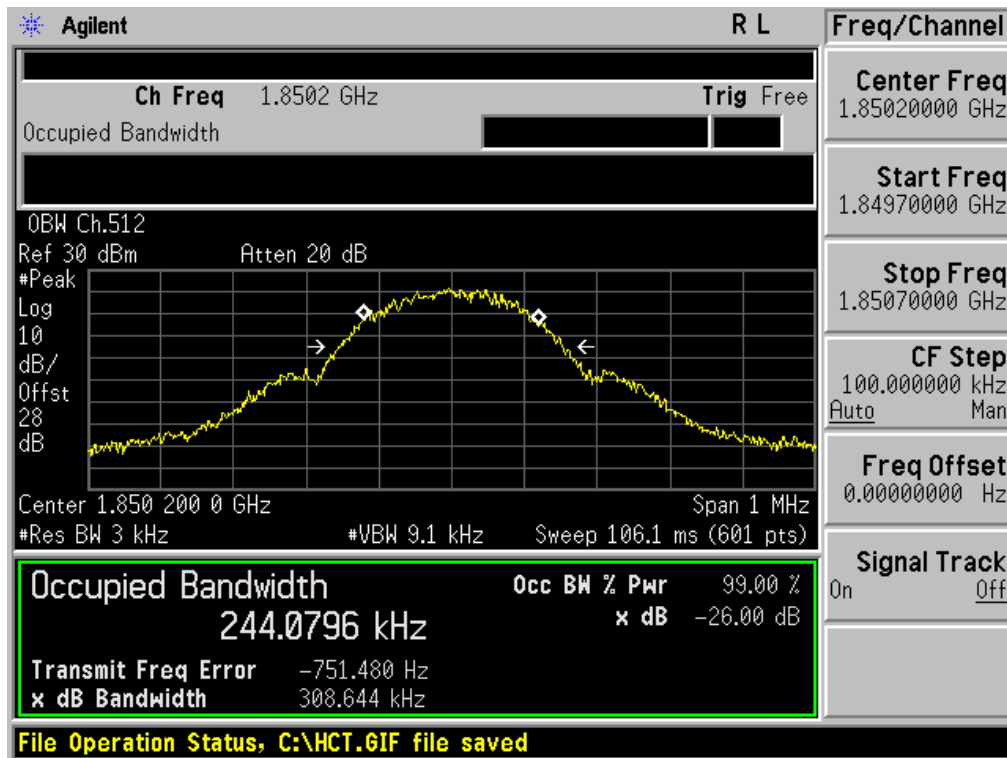 Agilent R L Freq/Channel
Ch Freq 1.8502 GHz Trig Free
Occupied Bandwidth
Center Freq
1.85020000 GHz
Start Freq
1.84970000 GHz
Stop Freq
1.85070000 GHz
CF Step
100.000000 kHz
Auto Man
Freq Offset
0.00000000 Hz
Signal Track
On Off
OBW Ch.512
Ref 30 dBm Atten 20 dB
#Peak
Log
10
dB/
Offst
28
dB
Center 1.850 200 0 GHz Span 1 MHz
#Res BW 3 kHz #VBW 9.1 kHz Sweep 106.1 ms (601 pts)
Occupied Bandwidth Occ BW % Pwr 99.00 %
244.0796 kHz x dB -26.00 dB
Transmit Freq Error -751.480 Hz
x dB Bandwidth 308.644 kHz
File Operation Status, C:\HCT.GIF file saved